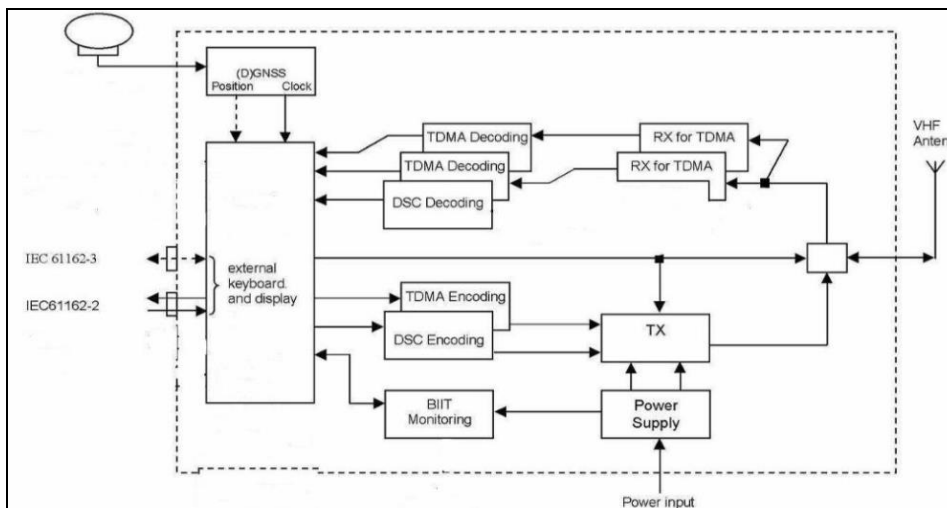 (D)GNSS
Position Clock
TDMA Decoding
TDMA Decoding
DSC Decoding
RX for TDMA
RX for TDMA
VHF
Anten
IEC 61162-3
IEC61162-2
external
keyboard
and display
TDMA Encoding
DSC Encoding
TX
BIIT
Monitoring
Power
Supply
Power input